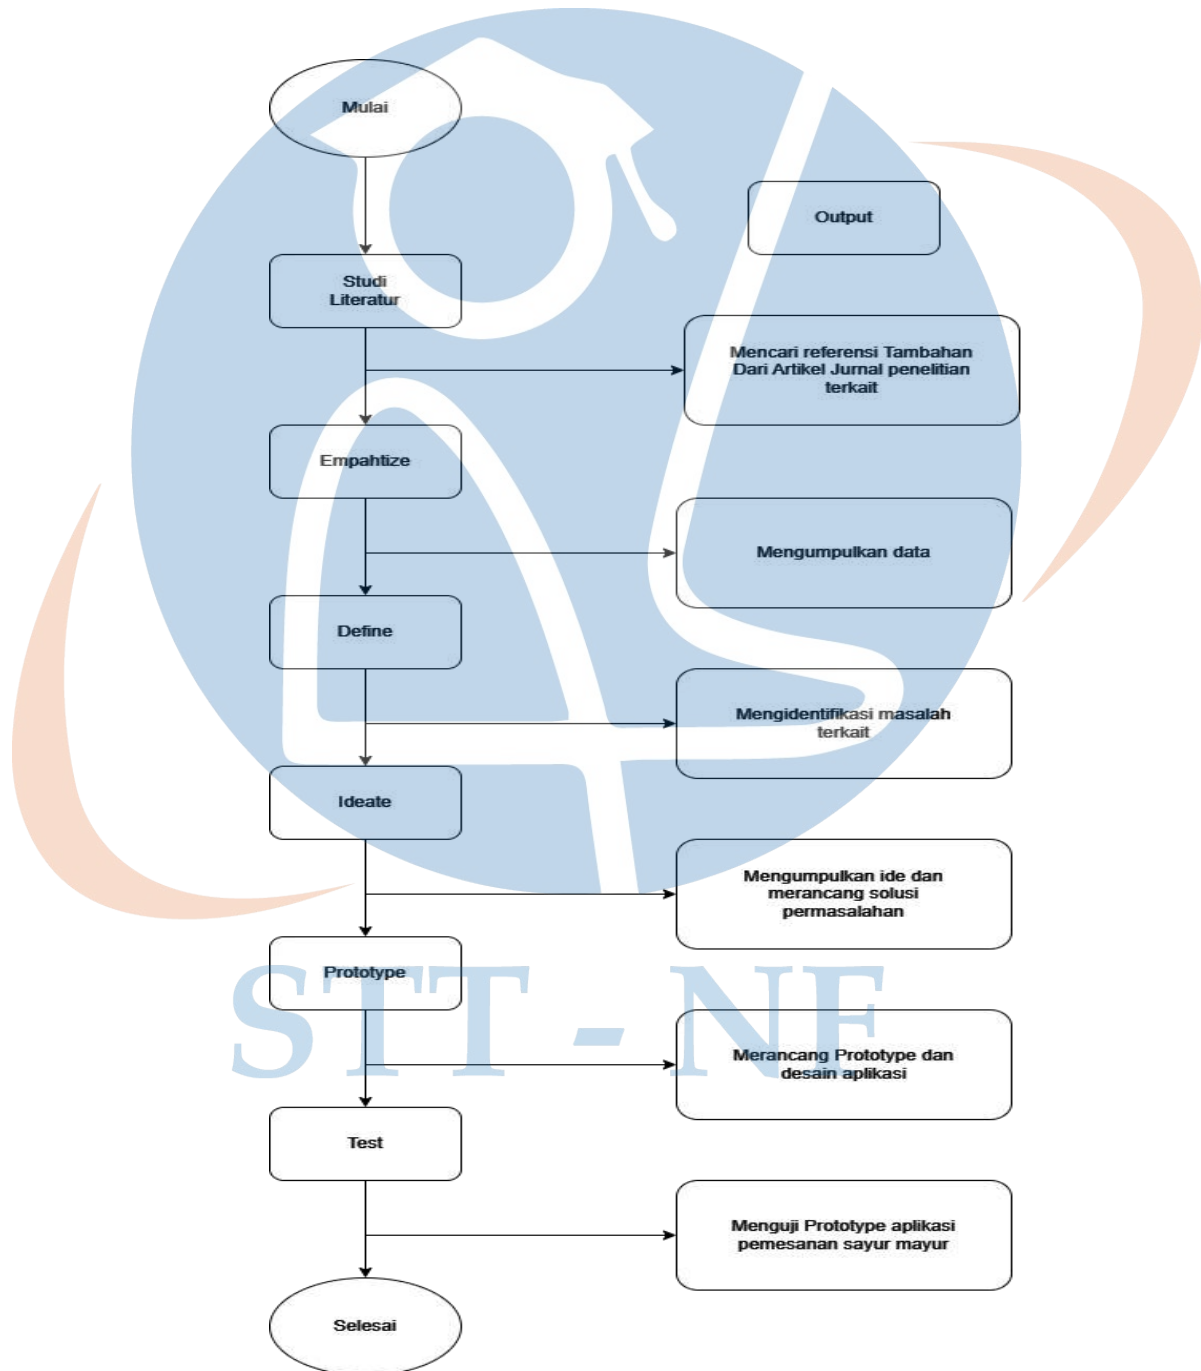 Mulai
Output
Studi
Literatur
Mencari referensi Tambahan
Dari Artikel Jurnal penelitian
terkait
Empahtize
Mengumpulkan data
Define
Mengidentifikasi masalah
terkait
Ideate
Mengumpulkan ide dan
merancang solusi
permasalahan
Prototype
STT - NF
Merancang Prototype dan
desain aplikasi
Test
Menguji Prototype aplikasi
pemesanan sayur mayur
Selesai